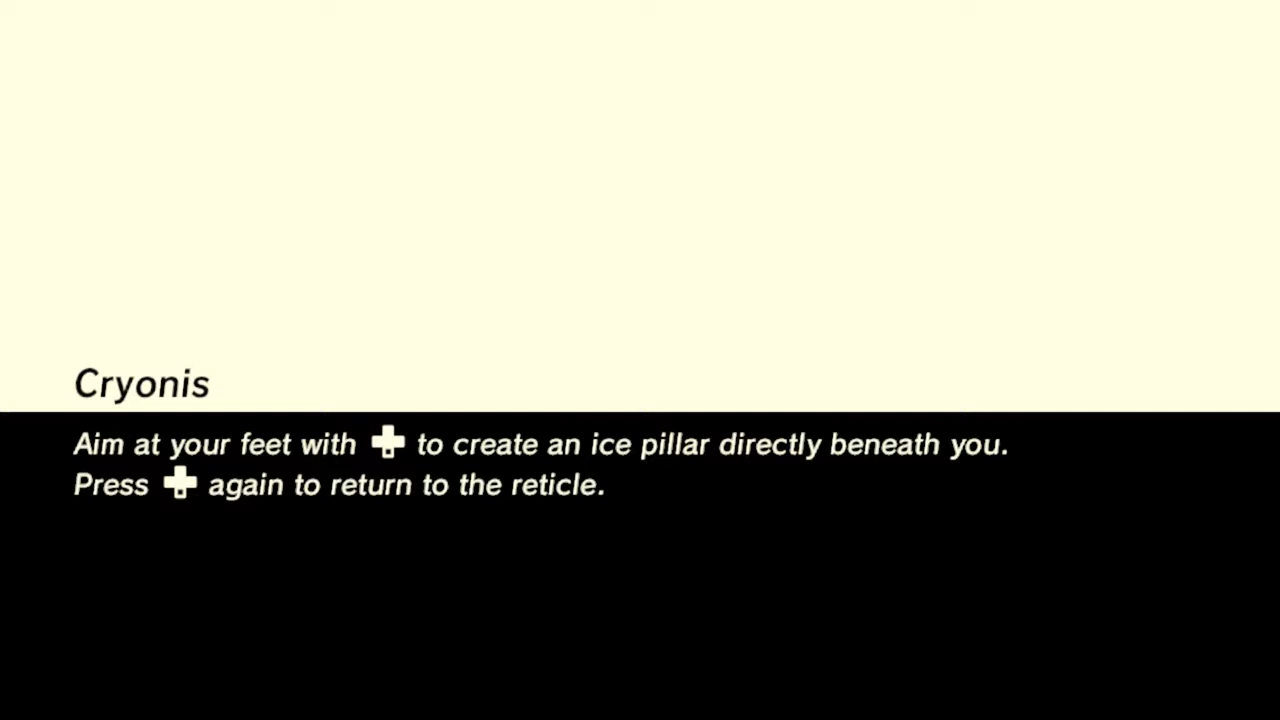 Cryonis
Aim at your feet with to create an ice pillar directly beneath you.
Press again to return to the reticle.